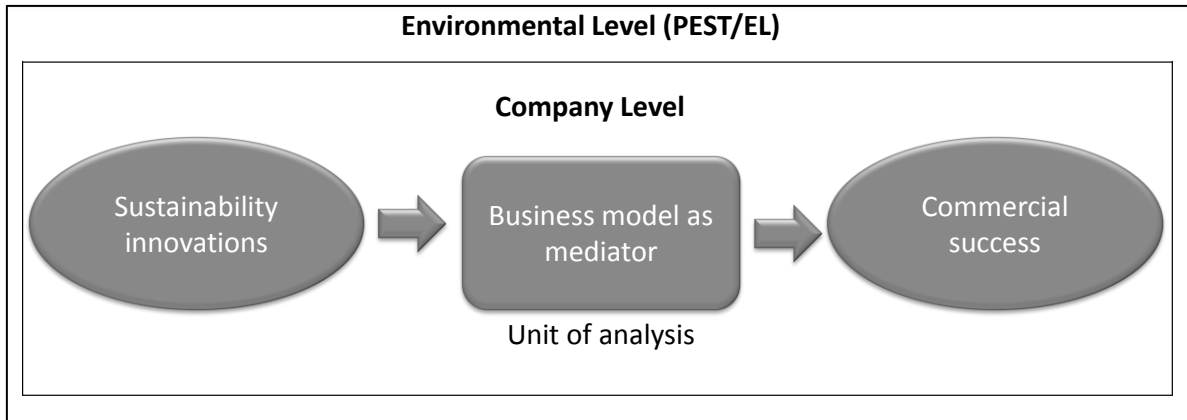 Environmental Level (PEST/EL)
Company Level
Sustainability
innovations
Business model as
mediator
Commercial
success
Unit of analysis